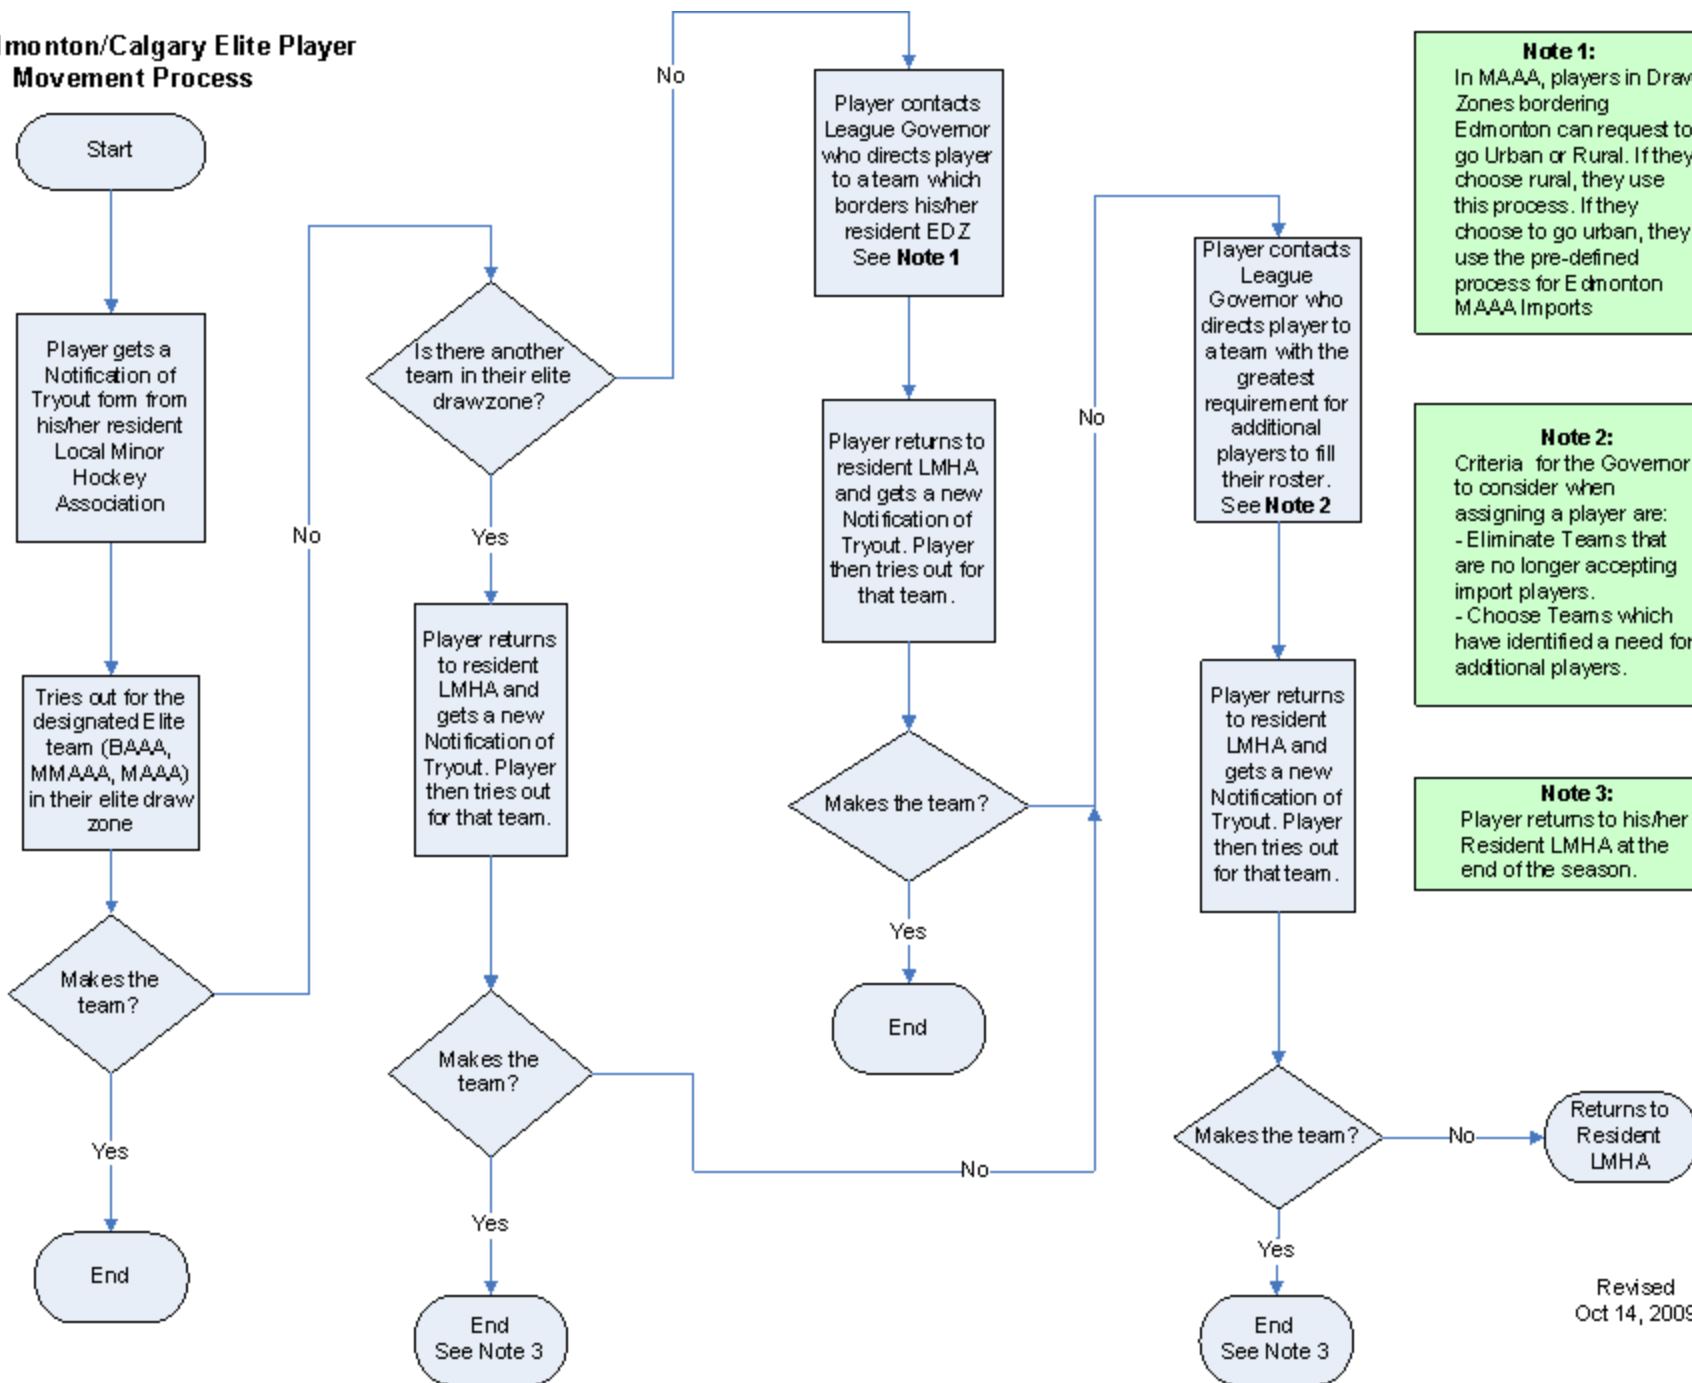 dmonton/Calgary Elite Player
Movement Process
Start
Player gets a
Notification of
Tryout form from
his/her resident
Local Minor
Hockey
Association
Tries out for the
designated Elite
team (BAAA,
MMAAA, MAAA)
in their elite draw
zone
Makes the
team?
Yes
End
No
Is there another
team in their elite
drawzone?
Yes
Player returns
to resident
LMHA and
gets a new
Notification of
Tryout. Player
then tries out
for that team.
Makes the
team?
Yes
End
See Note 3
No
No
Player contacts
League Governor
who directs player
to a team which
borders his/her
resident EDZ
See Note 1
Player returns to
resident LMHA
and gets a new
Notification of
Tryout. Player
then tries out for
that team.
Makes the team?
Yes
End
No
Player contacts
League
Governor who
directs player to
a team with the
greatest
requirement for
additional
players to fill
their roster.
See Note 2
Player returns
to resident
LMHA and
gets a new
Notification of
Tryout. Player
then tries out
for that team.
Makes the team?
No
Returns to
Resident
LMHA
Yes
End
See Note 3
Note 1:
In MAAA, players in Draw
Zones bordering
Edmonton can request to
go Urban or Rural. If they
choose rural, they use
this process. If they
choose to go urban, they
use the pre-defined
process for Edmonton
MAAA Imports
Note 2:
Criteria for the Governor
to consider when
assigning a player are:
- Eliminate Teams that
are no longer accepting
import players.
- Choose Teams which
have identified a need for
additional players.
Note 3:
Player returns to his/her
Resident LMHA at the
end of the season.
Revised
Oct 14, 2009